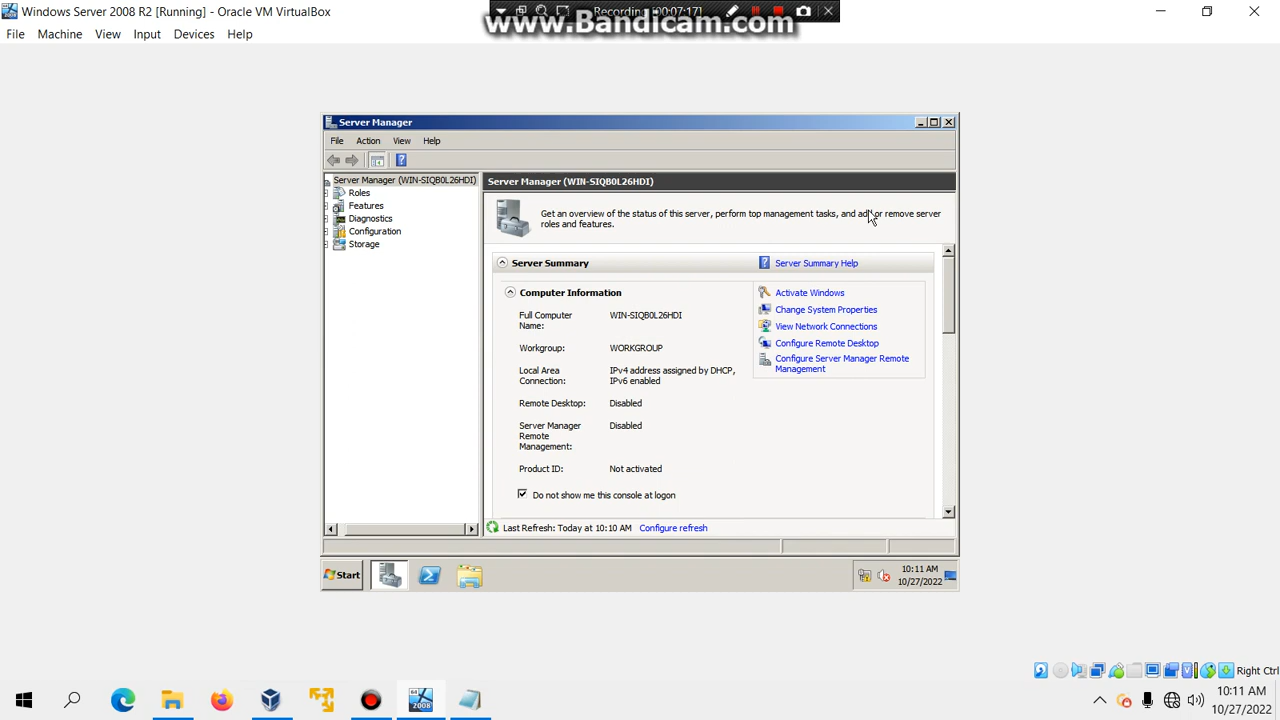 Windows Server 2008 R2 [Running] - Oracle VM VirtualBox
Recording [00:07:17]
www.Bandicam.com
File Machine View Input Devices Help
Server Manager
File Action View Help
Server Manager (WIN-SIQB0L26HDI)
Roles
Features
Diagnostics
Configuration
Storage
Server Manager (WIN-SIQB0L26HDI)
Get an overview of the status of this server, perform top management tasks, and add or remove server
roles and features.
Server Summary
Server Summary Help
Computer Information
Full Computer
Name:
WIN-SIQB0L26HDI
Workgroup:
WORKGROUP
Local Area
Connection:
IPv4 address assigned by DHCP,
IPv6 enabled
Remote Desktop:
Disabled
Server Manager
Remote
Management:
Disabled
Product ID:
Not activated
Do not show me this console at logon
Activate Windows
Change System Properties
View Network Connections
Configure Remote Desktop
Configure Server Manager Remote
Management
Last Refresh: Today at 10:10 AM Configure refresh
Start
10:11 AM
10/27/2022
Right Ctrl
64
2008
10:11 AM
10/27/2022